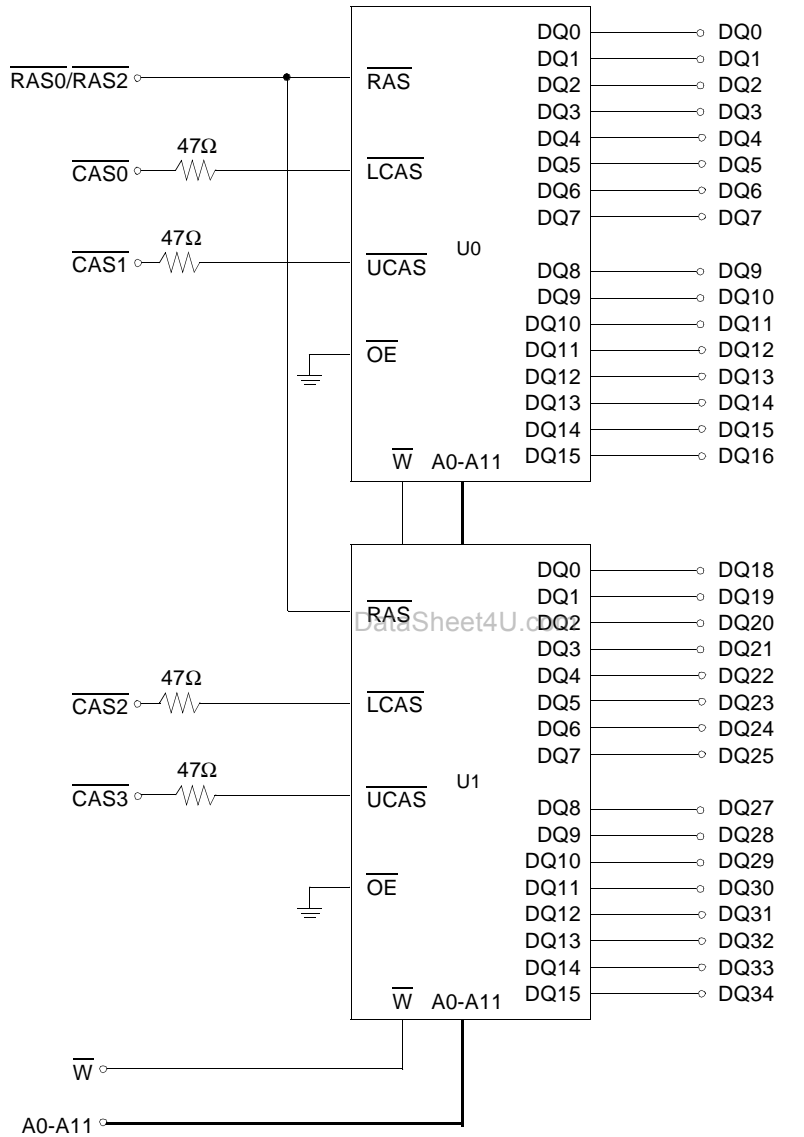 DQ0 DQ0
DQ1 DQ1
RAS0/RAS2 RAS DQ2 DQ2
DQ3 DQ3
47Ω DQ4 DQ4
CAS0 LCAS DQ5 DQ5
DQ6 DQ6
DQ7 DQ7
47Ω U0
CAS1 UCAS DQ8 DQ9
DQ9 DQ10
DQ10 DQ11
OE DQ11 DQ12
DQ12 DQ13
DQ13 DQ14
DQ14 DQ15
W A0-A11 DQ15 DQ16
DQ0 DQ18
DQ1 DQ19
RAS DQ2 DQ20
DataSheet4U.com
DQ3 DQ21
47Ω DQ4 DQ22
CAS2 LCAS DQ5 DQ23
DQ6 DQ24
DQ7 DQ25
47Ω U1
CAS3 UCAS DQ8 DQ27
DQ9 DQ28
DQ10 DQ29
OE DQ11 DQ30
DQ12 DQ31
DQ13 DQ32
DQ14 DQ33
W A0-A11 DQ15 DQ34
W
A0-A11